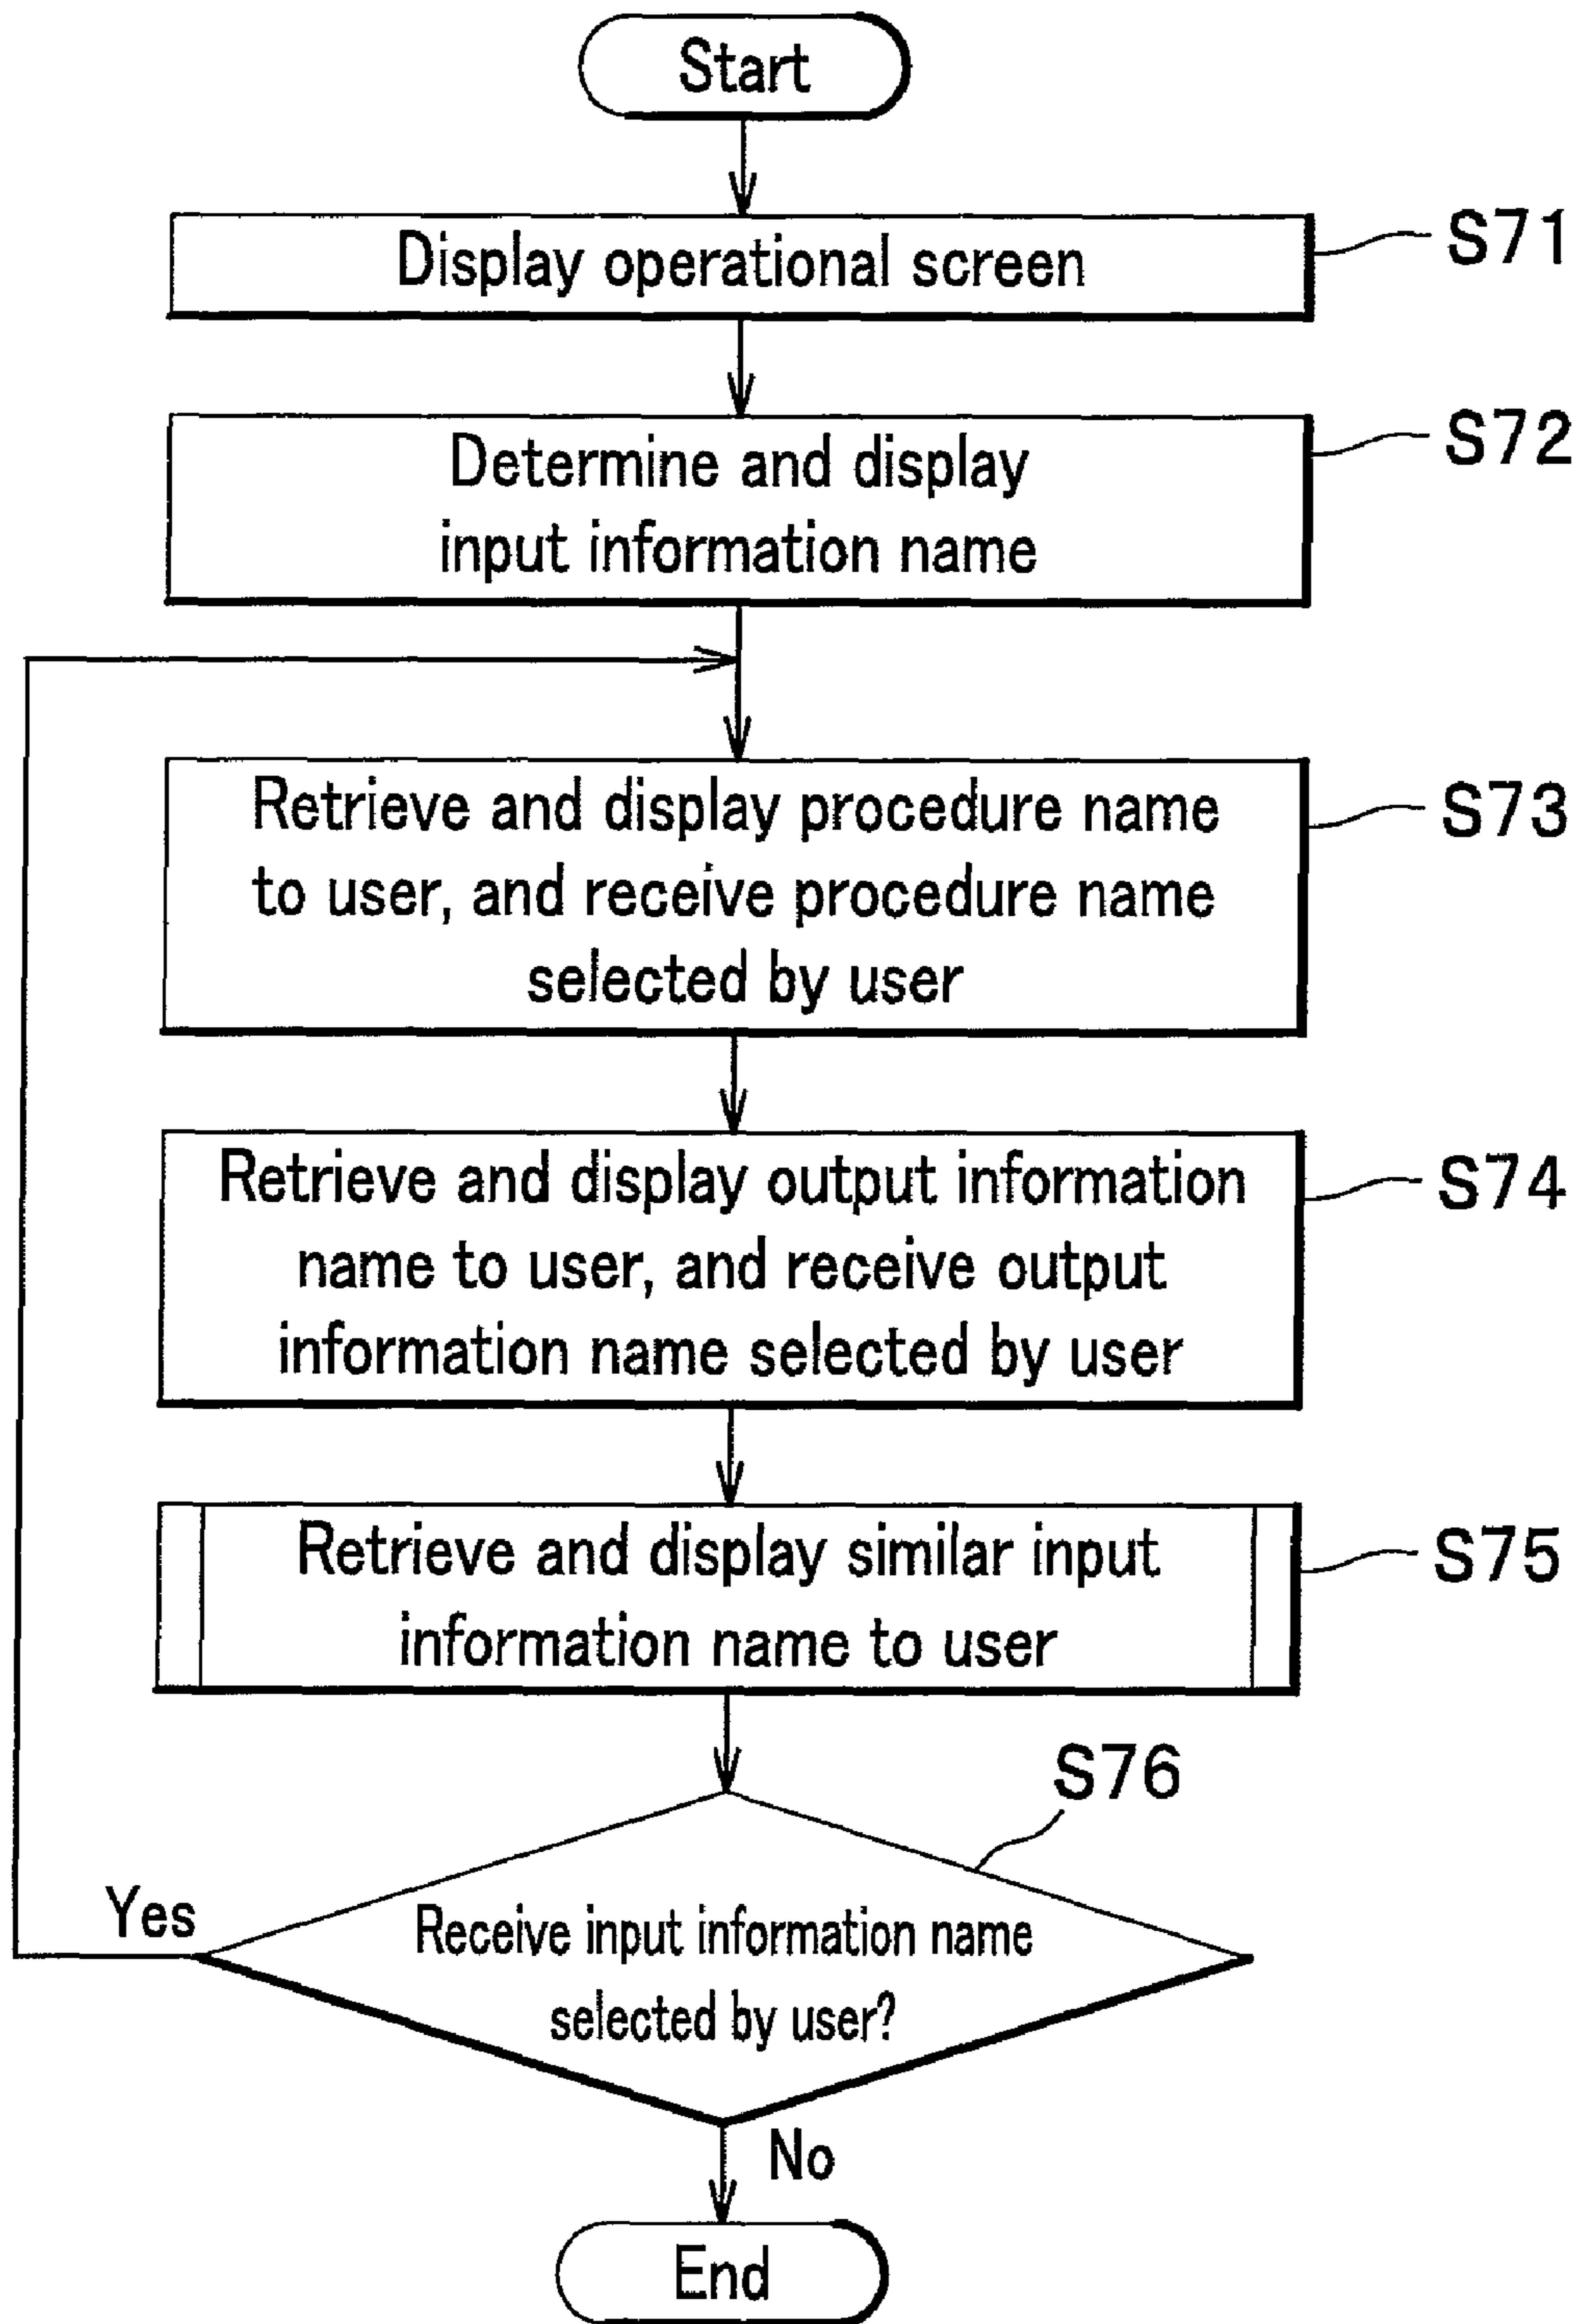 Start
Display operational screen
S71
Determine and display
input information name
S72
Retrieve and display procedure name
to user, and receive procedure name
selected by user
S73
Retrieve and display output information
name to user, and receive output
information name selected by user
S74
Retrieve and display similar input
information name to user
S75
S76
Yes
Receive input information name
selected by user?
No
End